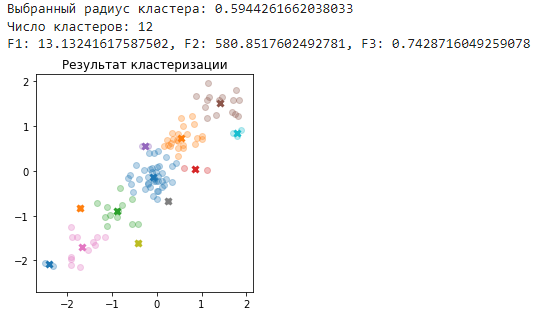 Выбранный радиус кластера: 0.5944261662038033
Число кластеров: 12
F1: 13.13241617587502, F2: 580.8517602492781, F3: 0.7428716049259078
Результат кластеризации
2
1
0
−1
−2
−2 −1 0 1 2